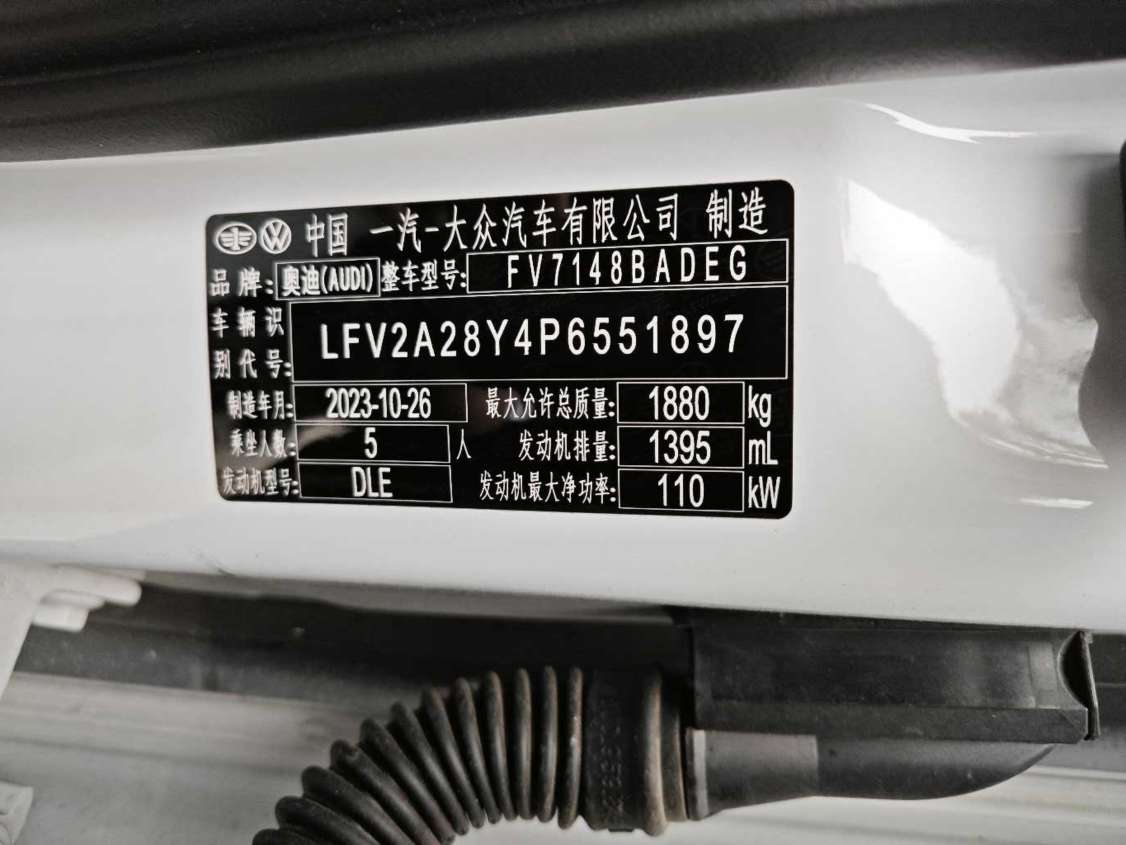 中国 一汽-大众汽车有限公司 制造
品牌: 奥迪(AUDI) 整车型号: FV7148BADEG
车辆识别代号: LFV2A28Y4P6551897
制造年月: 2023-10-26 最大允许总质量: 1880 kg
乘坐人数: 5 人 发动机排量: 1395 mL
发动机型号: DLE 发动机最大净功率: 110 kW